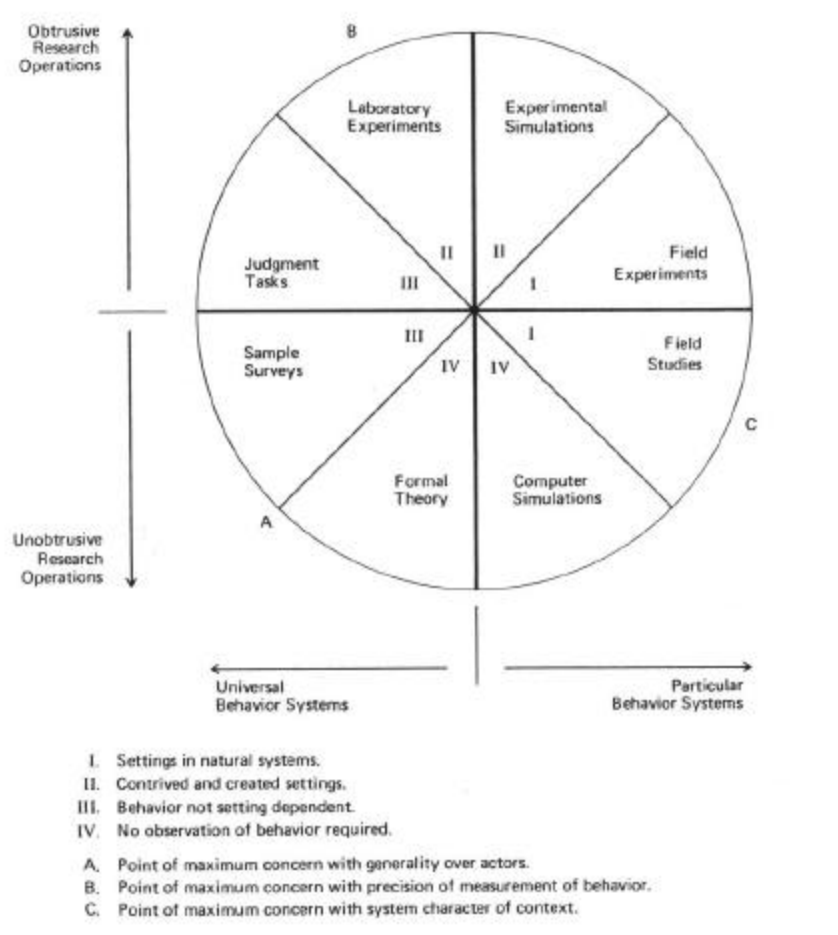 Obtrusive
Research
Operations
B
Laboratory
Experiments
Experimental
Simulations
Judgment
Tasks
II
II
Field
Experiments
III
I
III
I
Sample
Surveys
Field
Studies
IV
IV
C
Formal
Theory
Computer
Simulations
A
Unobtrusive
Research
Operations
Universal
Behavior Systems
Particular
Behavior Systems
I. Settings in natural systems.
II. Contrived and created settings.
III. Behavior not setting dependent.
IV. No observation of behavior required.
A. Point of maximum concern with generality over actors.
B. Point of maximum concern with precision of measurement of behavior.
C. Point of maximum concern with system character of context.